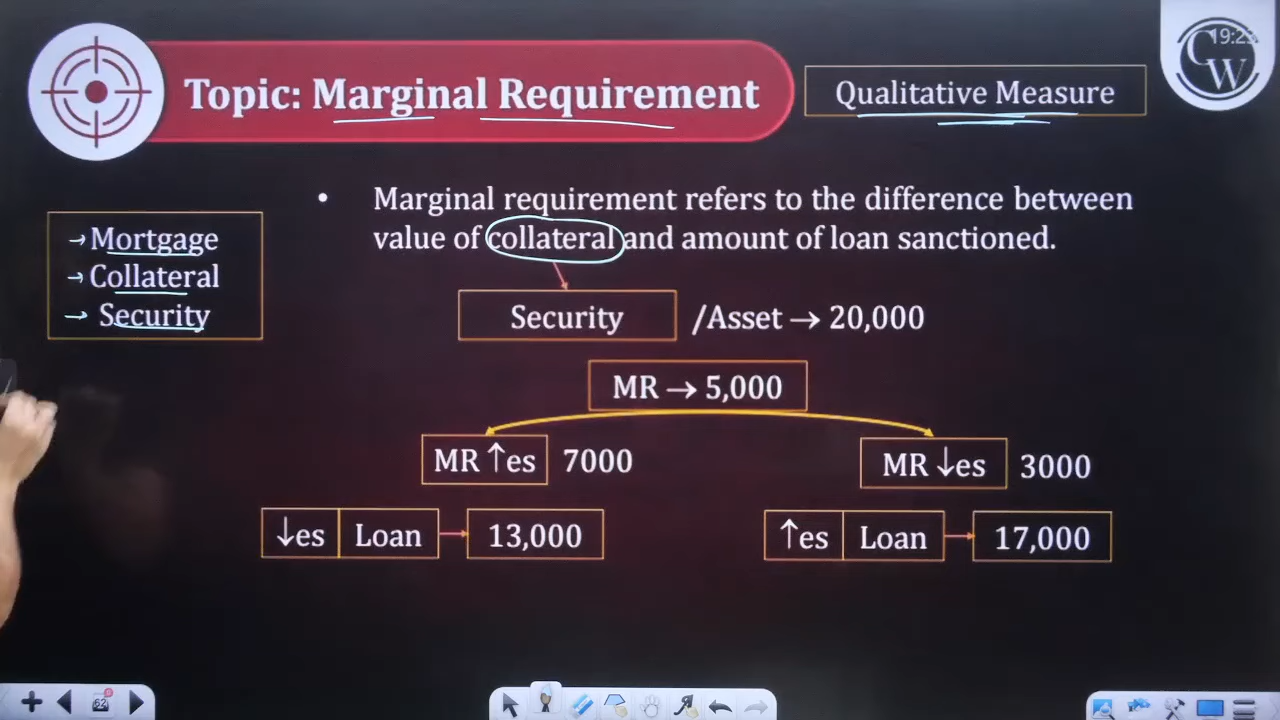 Topic: Marginal Requirement
Qualitative Measure
CW
• Marginal requirement refers to the difference between
value of collateral and amount of loan sanctioned.
→ Mortgage
→ Collateral
→ Security
Security /Asset → 20,000
MR → 5,000
MR ↑es 7000
MR ↓es 3000
↓es Loan → 13,000
↑es Loan → 17,000
62